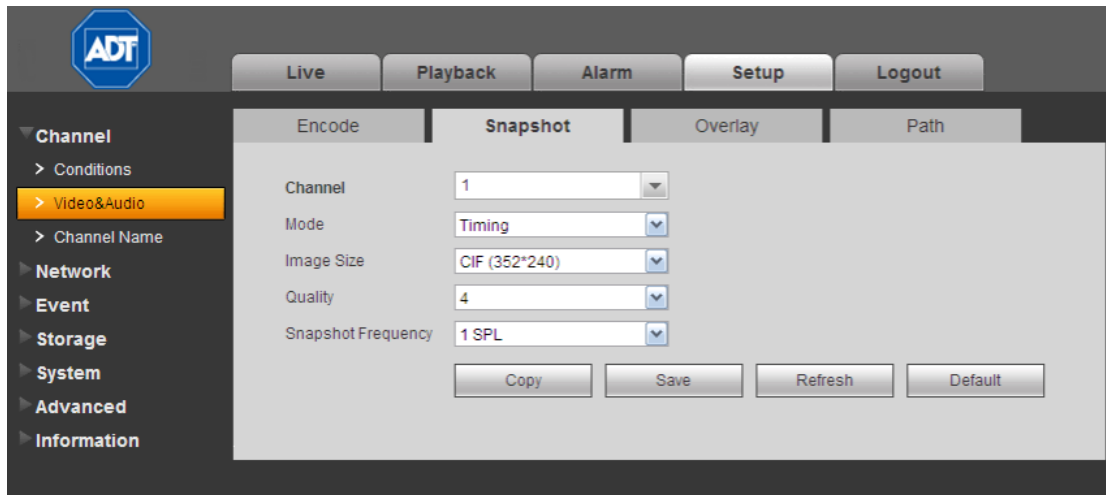 ADT
Live Playback Alarm Setup Logout
Encode Snapshot Overlay Path
Channel
> Conditions
> Video&Audio
> Channel Name
Network
Event
Storage
System
Advanced
Information
Channel 1
Mode Timing
Image Size CIF (352*240)
Quality 4
Snapshot Frequency 1 SPL
Copy Save Refresh Default